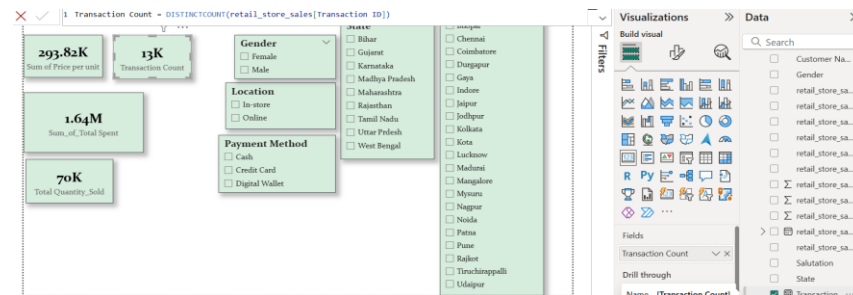 1 Transaction Count = DISTINCTCOUNT(retail_store_sales[Transaction ID])
293.82K
Sum of Price per unit
13K
Transaction Count
1.64M
Sum_of_Total Spent
70K
Total Quantity_Sold
Gender
Female
Male
Location
In-store
Online
Payment Method
Cash
Credit Card
Digital Wallet
State
Bihar
Gujarat
Karnataka
Madhya Pradesh
Maharashtra
Rajasthan
Tamil Nadu
Uttar Prdesh
West Bengal
Bhopal
Chennai
Coimbatore
Durgapur
Gaya
Indore
Jaipur
Jodhpur
Kolkata
Kota
Lucknow
Madurai
Mangalore
Mysuru
Nagpur
Noida
Patna
Pune
Rajkot
Tiruchirappalli
Udaipur
Filters
Visualizations
Build visual
R Py
Fields
Transaction Count
Drill through
Name [Transaction Count]
Data
Search
Customer Na...
Gender
retail_store_sa...
retail_store_sa...
retail_store_sa...
retail_store_sa...
retail_store_sa...
retail_store_sa...
retail_store_sa...
retail_store_sa...
retail_store_sa...
retail_store_sa...
Salutation
State
Transaction ...